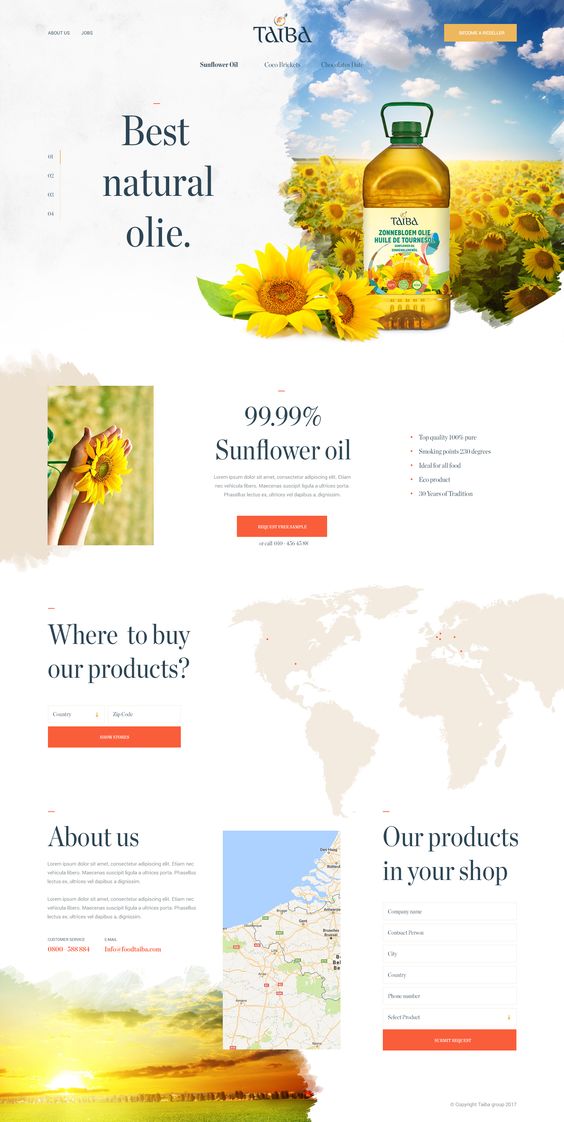 ABOUT US
JOBS
TAIBA
BECOME A RESELLER
Sunflower Oil
Coco Brickets
Chocolates Date
Best
natural
olie.
01
02
03
04
TAIBA
ZONNEBLOEM OLIE
HUILE DE TOURNESOL
SUNFLOWER OIL
99.99%
Sunflower oil
Lorem ipsum dolor sit amet, consectetur adipiscing elit. Etiam
nec vehicula libero. Maecenas suscipit ligula a ultrices porta.
Phasellus lectus ex, ultrices vel dapibus a, dignissim.
REQUEST FREE SAMPLE
or call 010 - 456 45 88
Top quality 100% pure
Smoking points 230 degrees
Ideal for all food
Eco product
30 Years of Tradition
Where to buy
our products?
Country
Zip Code
SHOW STORES
About us
Lorem ipsum dolor sit amet, consectetur adipiscing elit. Etiam nec
vehicula libero. Maecenas suscipit ligula a ultrices porta. Phasellus
lectus ex, ultrices vel dapibus a, dignissim.
Lorem ipsum dolor sit amet, consectetur adipiscing elit. Etiam nec
vehicula libero. Maecenas suscipit ligula a ultrices porta. Phasellus
lectus ex, ultrices vel dapibus a, dignissim.
CUSTOMER SERVICE
E-MAIL
0800 - 588 884
Info@foodtaiba.com
Den Haag
Brugge
Antwerpen
Gent
Lille
Amiens
Our products
in your shop
Company name
Contact Person
City
Country
Phone number
Select Product
SUBMIT REQUEST
© Copyright Taiba group 2017